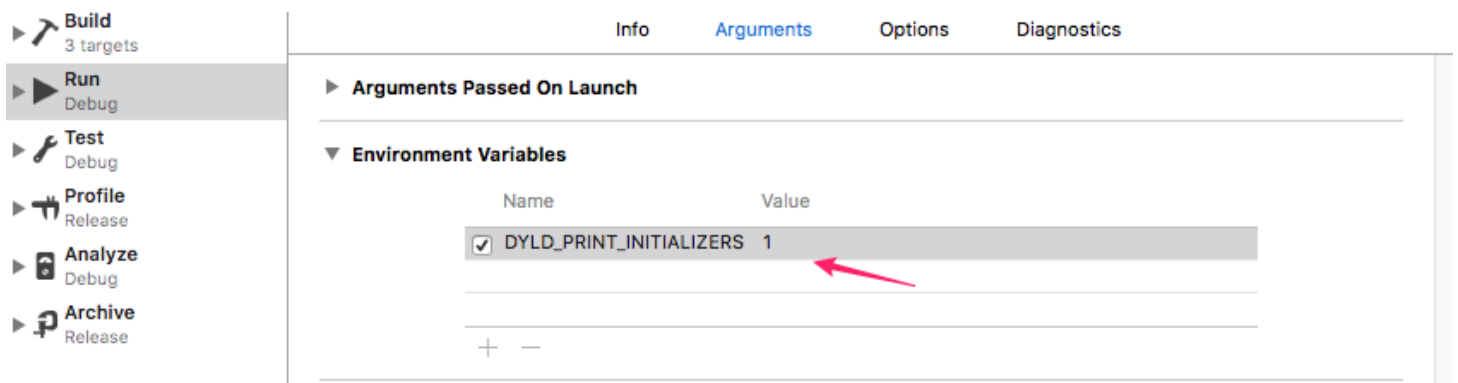 Build
3 targets
Run
Debug
Test
Debug
Profile
Release
Analyze
Debug
Archive
Release
Info Arguments Options Diagnostics
Arguments Passed On Launch
Environment Variables
Name Value
DYLD_PRINT_INITIALIZERS 1